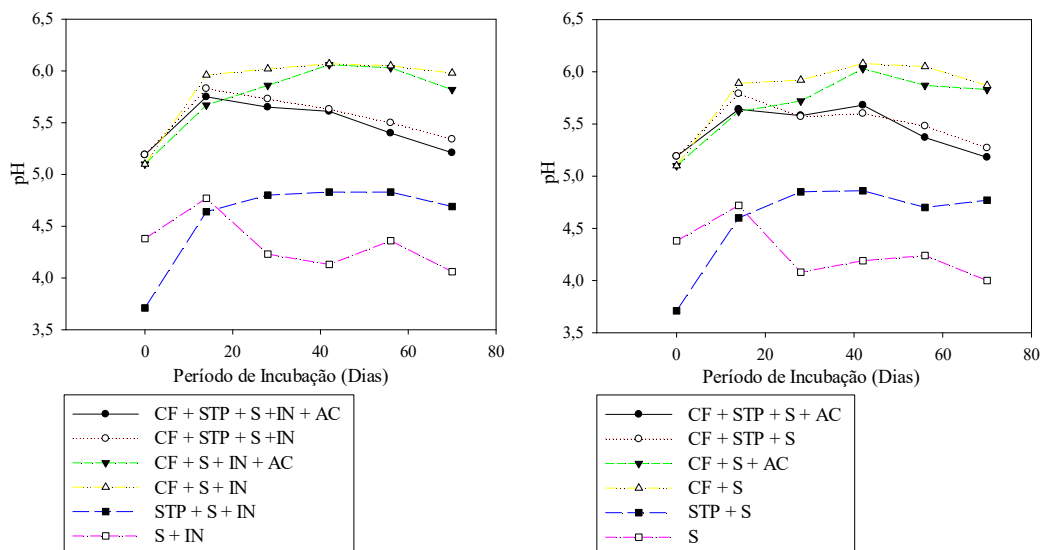 6,5
6,0
5,5
5,0
4,5
4,0
3,5
pH
0
20
40
60
80
Período de Incubação (Dias)
CF + STP + S +IN + AC
CF + STP + S +IN
CF + S + IN + AC
CF + S + IN
STP + S + IN
S + IN
6,5
6,0
5,5
5,0
4,5
4,0
3,5
pH
0
20
40
60
80
Período de Incubação (Dias)
CF + STP + S + AC
CF + STP + S
CF + S + AC
CF + S
STP + S
S